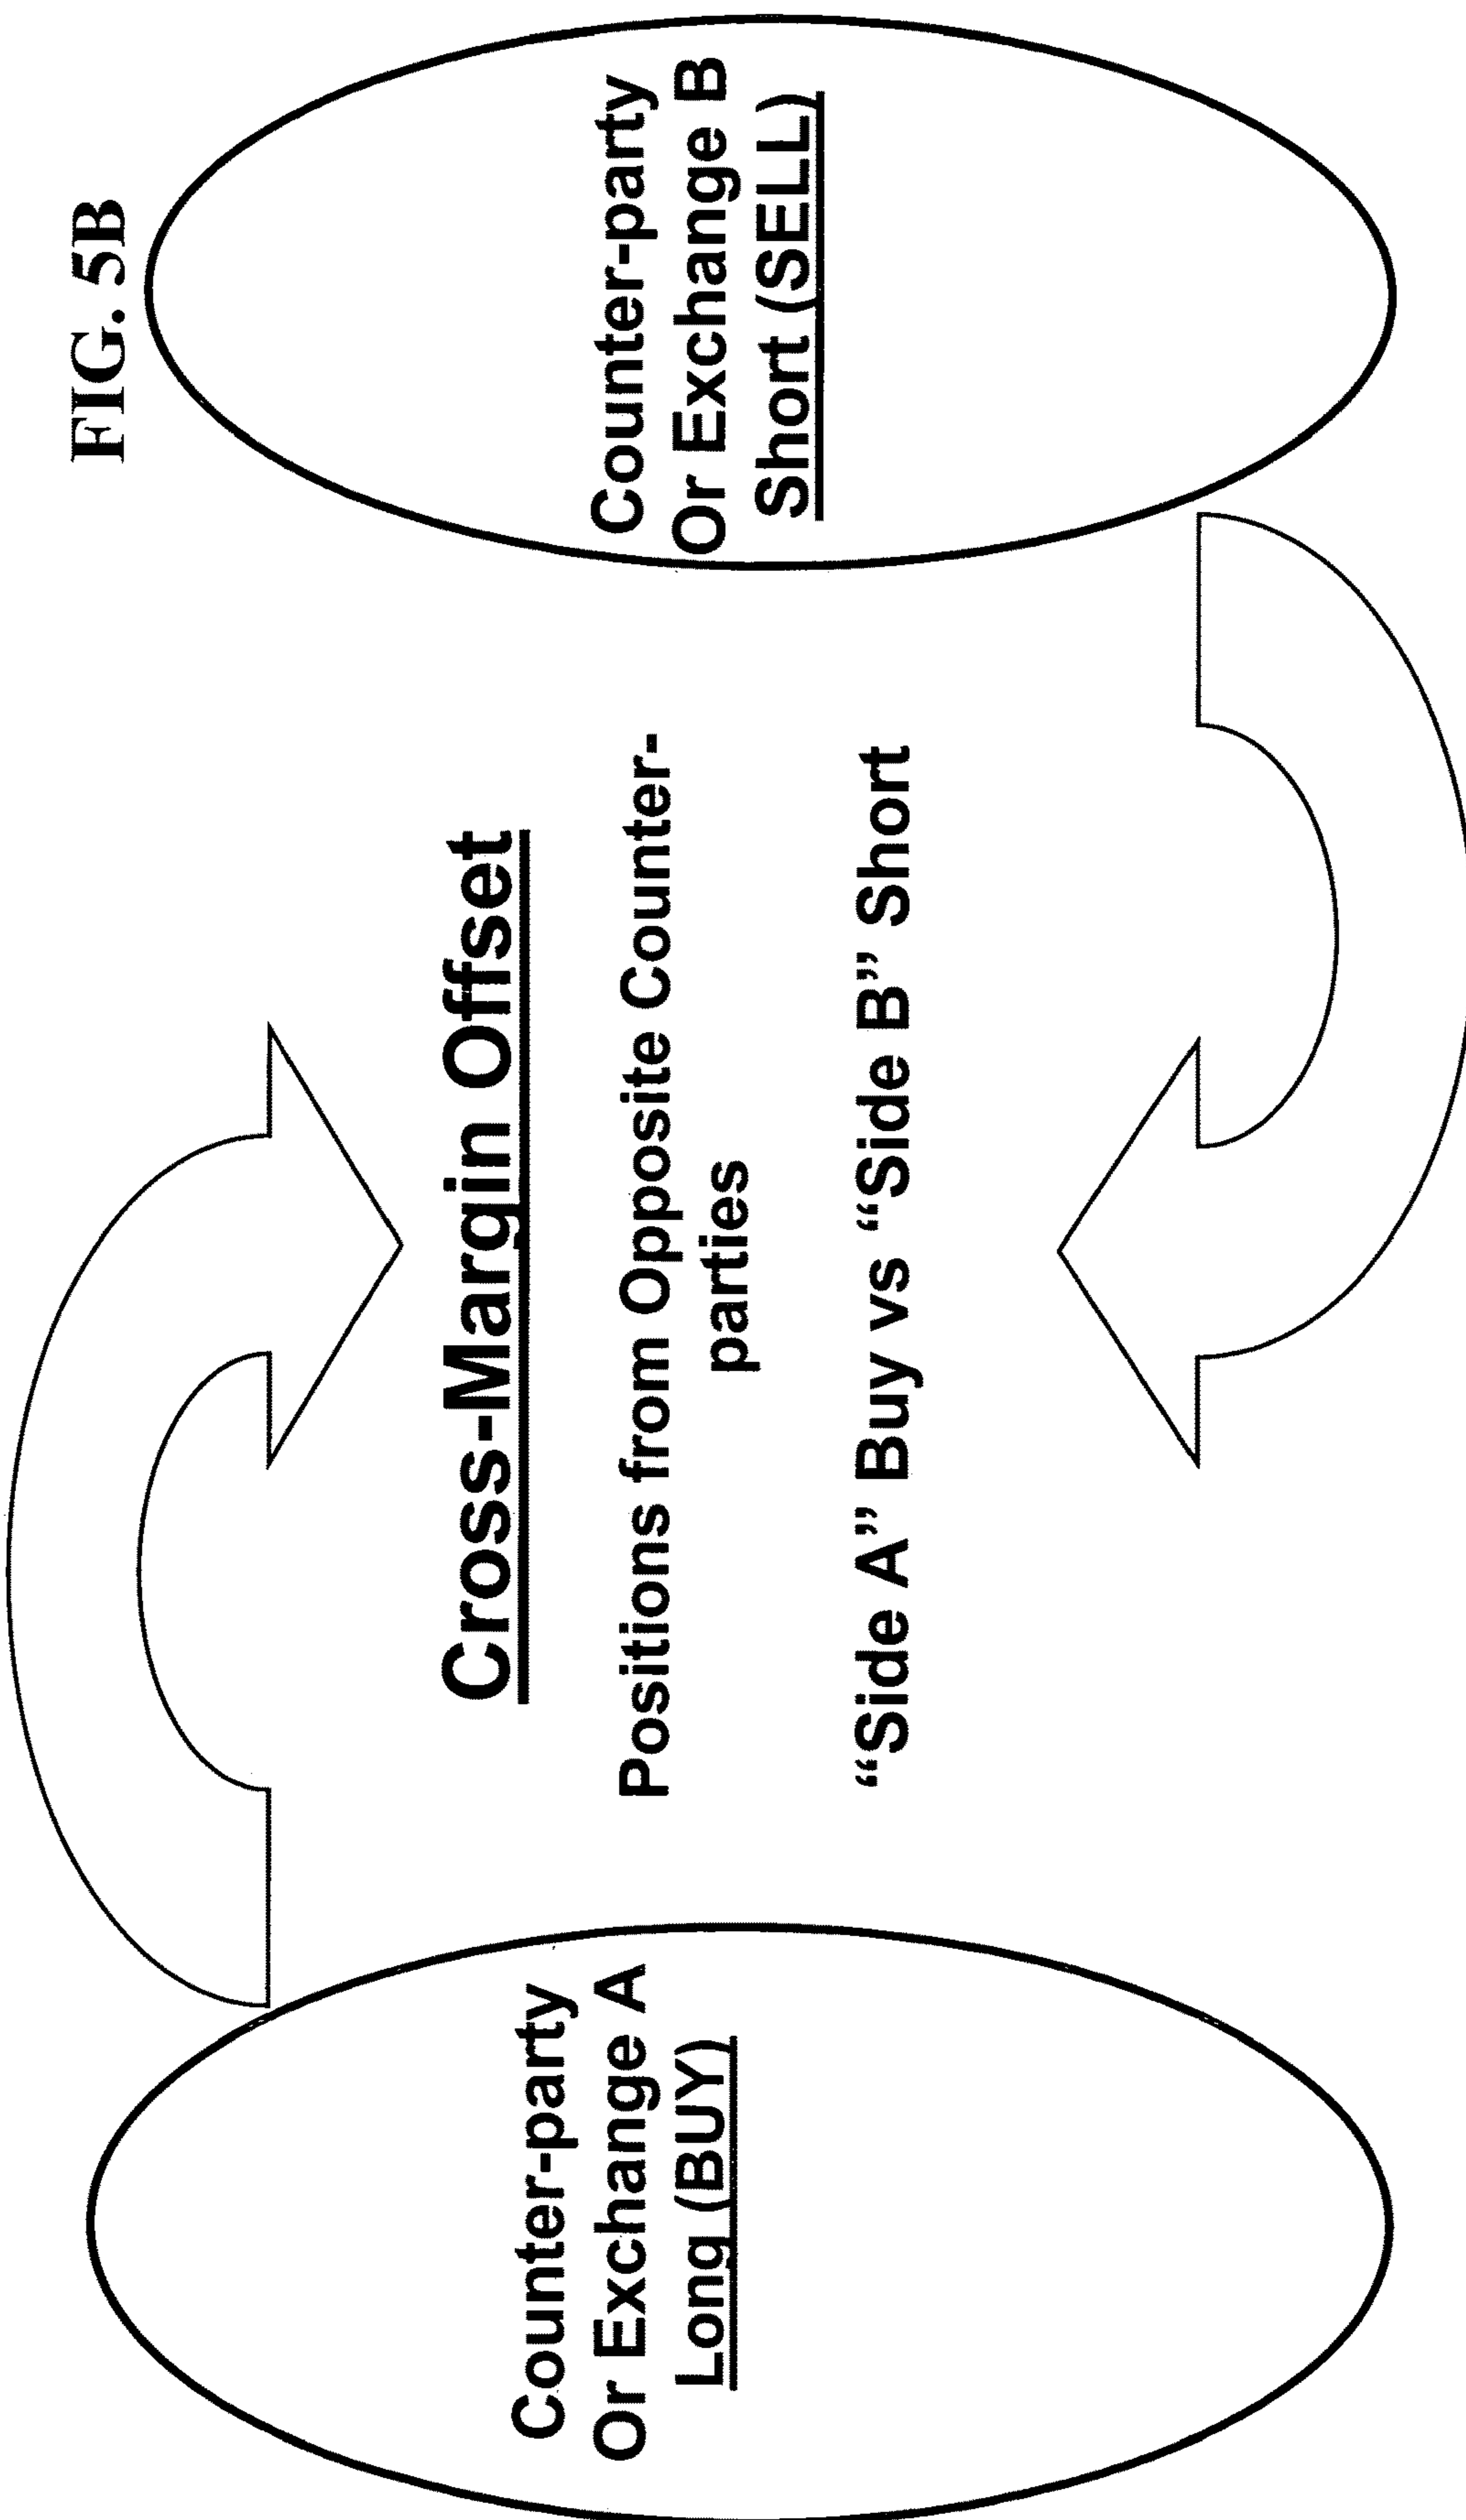 FIG. 5B
Counter-party
Or Exchange A
Long (BUY)
Cross-Margin Offset
Positions from Opposite Counter-
parties
“Side A” Buy vs “Side B” Short
Counter-party
Or Exchange B
Short (SELL)